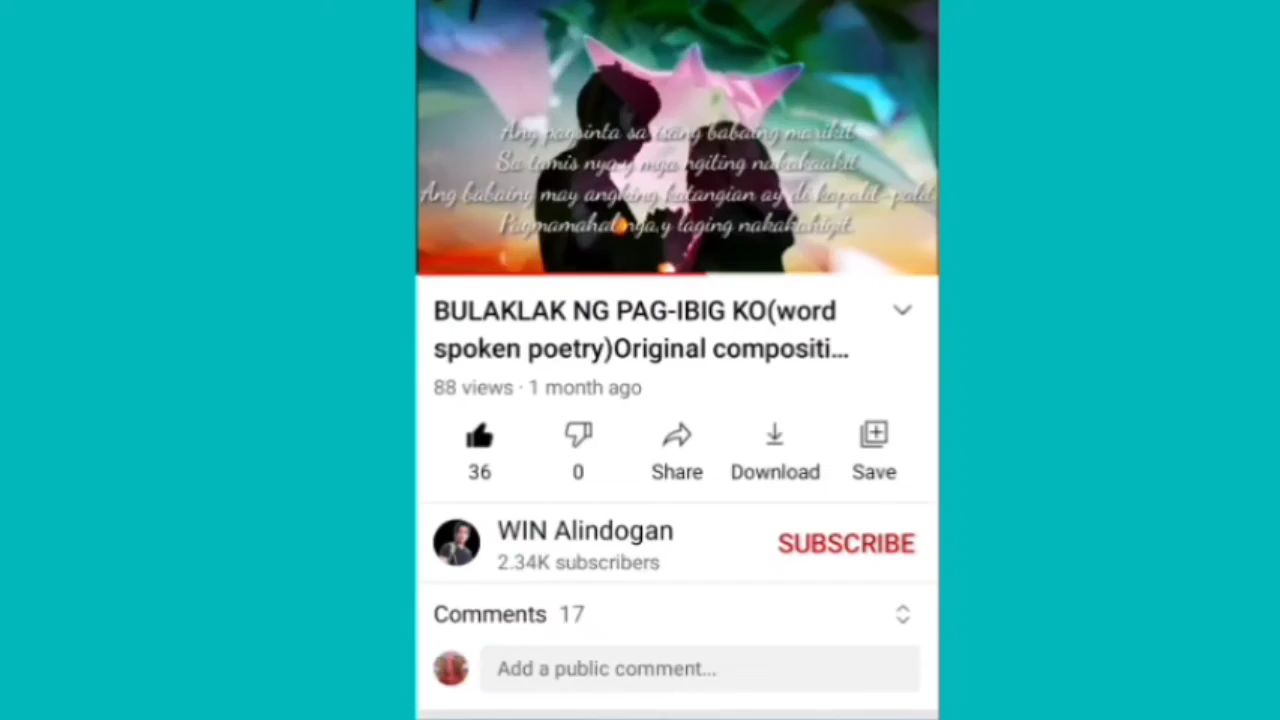 Ang pagsinta sa isang babaing marikit
Sa tamis nya,y mga ngiting nakakaakit
Ang babaing may angking katangian ay di kapalit-palit
Pagmamahal nya,y laging nakakahigit.
BULAKLAK NG PAG-IBIG KO(word
spoken poetry)Original compositi...
88 views · 1 month ago
36
0
Share
Download
Save
WIN Alindogan
2.34K subscribers
SUBSCRIBE
Comments 17
Add a public comment...